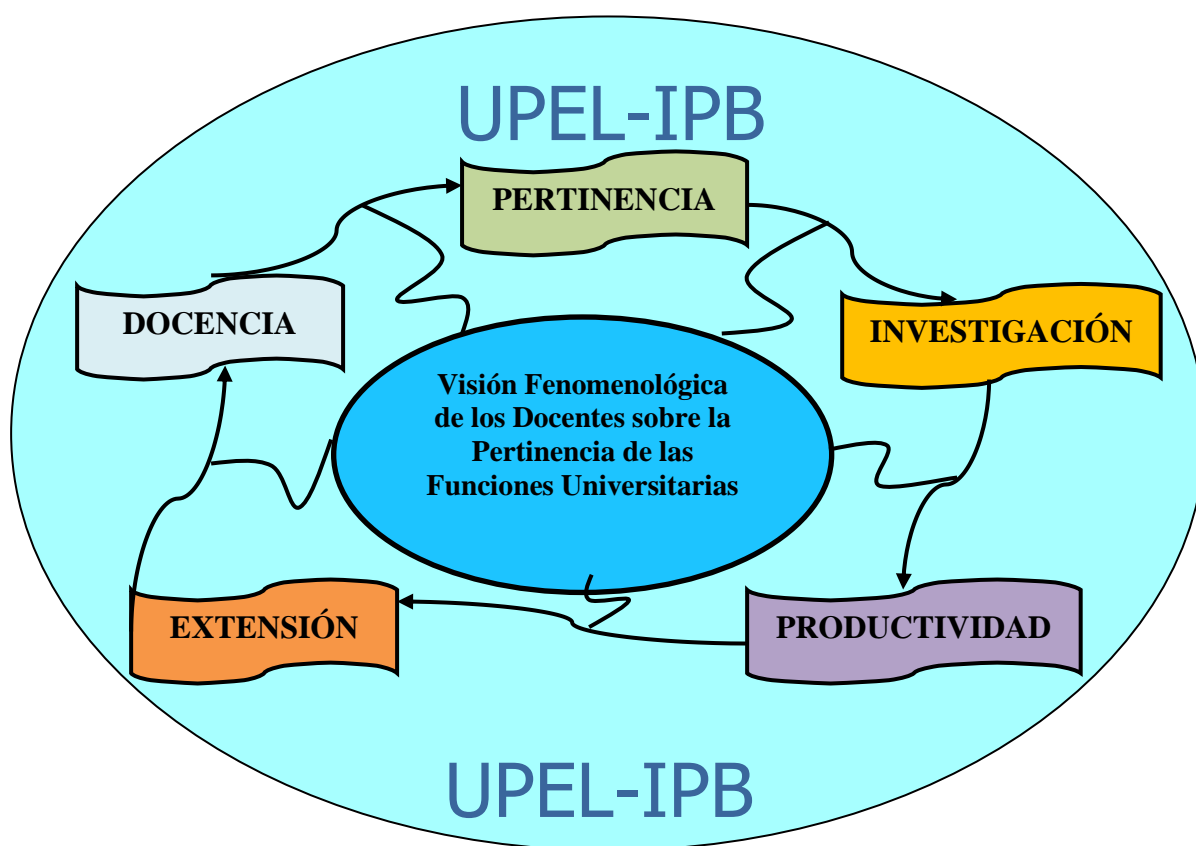 UPEL-IPB
PERTINENCIA
DOCENCIA
INVESTIGACIÓN
Visión Fenomenológica
de los Docentes sobre la
Pertinencia de las
Funciones Universitarias
EXTENSIÓN
PRODUCTIVIDAD
UPEL-IPB